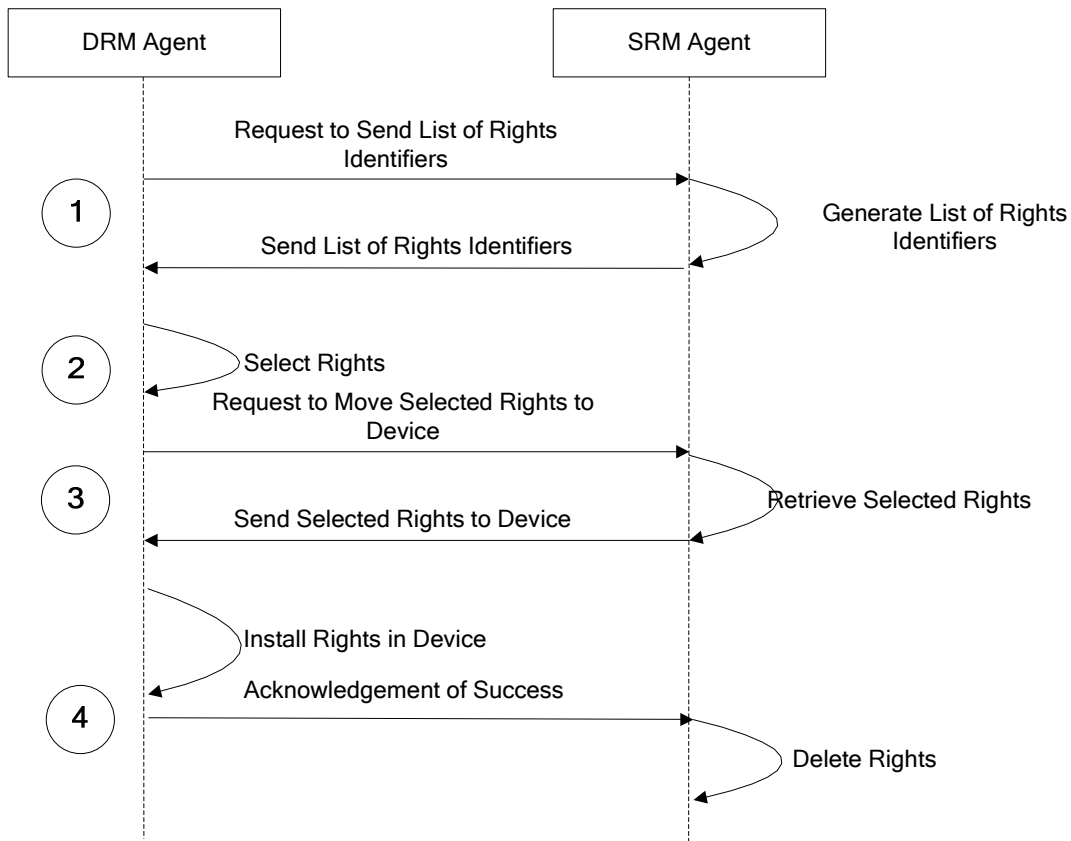 DRM Agent
SRM Agent
Request to Send List of Rights
Identifiers
1
Generate List of Rights
Identifiers
Send List of Rights Identifiers
2
Select Rights
Request to Move Selected Rights to
Device
3
Retrieve Selected Rights
Send Selected Rights to Device
Install Rights in Device
Acknowledgement of Success
4
Delete Rights